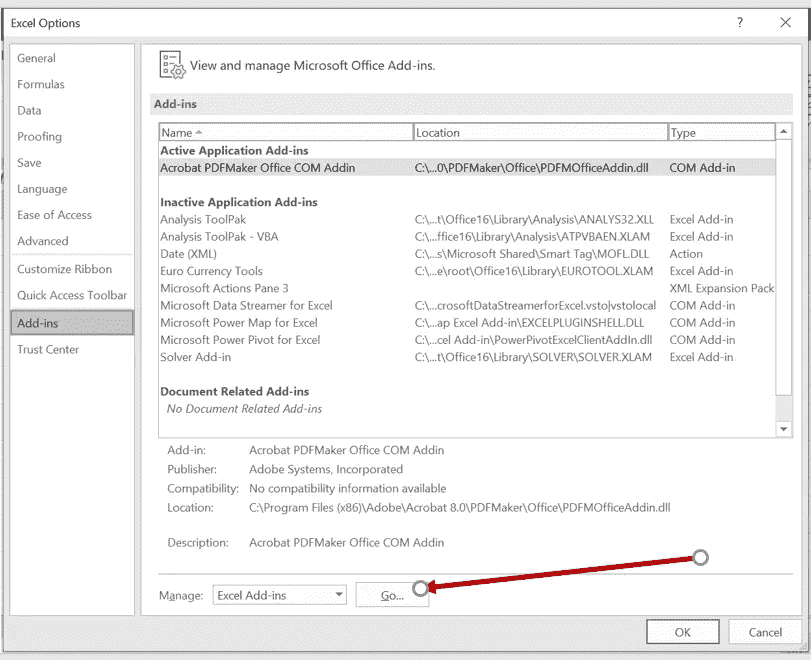 Excel Options ? ×
General
Formulas
Data
Proofing
Save
Language
Ease of Access
Advanced
Customize Ribbon
Quick Access Toolbar
Add-ins
Trust Center
View and manage Microsoft Office Add-ins.
Add-ins
Name Location Type
Active Application Add-ins
Acrobat PDFMaker Office COM Addin C:\...0\PDFMaker\Office\PDFMOfficeAddin.dll COM Add-in
Inactive Application Add-ins
Analysis ToolPak C:\...t\Office16\Library\Analysis\ANALYS32.XLL Excel Add-in
Analysis ToolPak - VBA C:\...ffice16\Library\Analysis\ATPVBAEN.XLAM Excel Add-in
Date (XML) C:\...s\Microsoft Shared\Smart Tag\MOFL.DLL Action
Euro Currency Tools C:\...e\root\Office16\Library\EUROTOOL.XLAM Excel Add-in
Microsoft Actions Pane 3 XML Expansion Pack
Microsoft Data Streamer for Excel C:\...crosoftDataStreamerforExcel.vsto|vstolocal COM Add-in
Microsoft Power Map for Excel C:\...ap Excel Add-in\EXCELPLUGINSHELL.DLL COM Add-in
Microsoft Power Pivot for Excel C:\...cel Add-in\PowerPivotExcelClientAddIn.dll COM Add-in
Solver Add-in C:\...t\Office16\Library\SOLVER\SOLVER.XLAM Excel Add-in
Document Related Add-ins
No Document Related Add-ins
Add-in: Acrobat PDFMaker Office COM Addin
Publisher: Adobe Systems, Incorporated
Compatibility: No compatibility information available
Location: C:\Program Files (x86)\Adobe\Acrobat 8.0\PDFMaker\Office\PDFMOfficeAddin.dll
Description: Acrobat PDFMaker Office COM Addin
Manage: Excel Add-ins Go...
OK Cancel